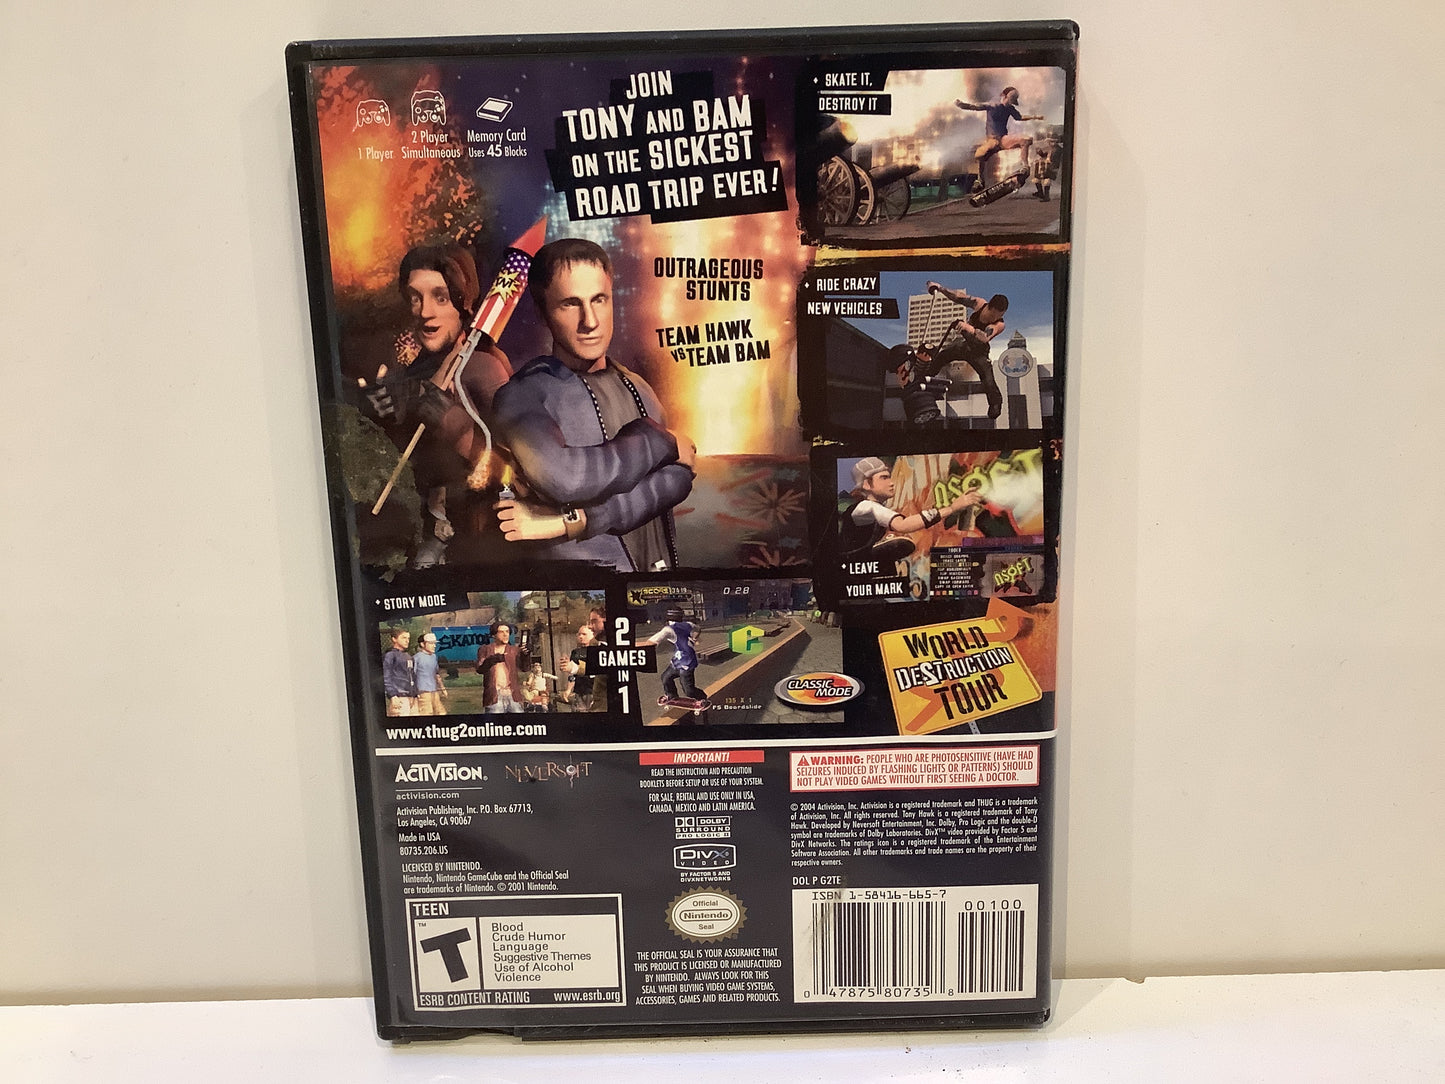 JOIN
TONY AND BAM
ON THE SICKEST
ROAD TRIP EVER!
1 Player
2 Player
Simultaneous
Memory Card
Uses 45 Blocks
OUTRAGEOUS
STUNTS
TEAM HAWK
VS TEAM BAM
SKATE IT,
DESTROY IT
RIDE CRAZY
NEW VEHICLES
LEAVE
YOUR MARK
NSOFT
STORY MODE
SKATOPIA
2
GAMES
IN
1
0:28
135 X 1
FS Boardslide
CLASSIC
MODE
WORLD
DESTRUCTION
TOUR
www.thug2online.com
ACTIVISION®
activision.com
NEVERSOFT
Activision Publishing, Inc. P.O. Box 67713,
Los Angeles, CA 90067
Made in USA
80735.206.US
LICENSED BY NINTENDO.
Nintendo, Nintendo GameCube and the Official Seal
are trademarks of Nintendo. © 2001 Nintendo.
TEEN
T
Blood
Crude Humor
Language
Suggestive Themes
Use of Alcohol
Violence
ESRB CONTENT RATING www.esrb.org
IMPORTANT!
READ THE INSTRUCTION AND PRECAUTION
BOOKLETS BEFORE SETUP OR USE OF YOUR SYSTEM.
FOR SALE, RENTAL AND USE ONLY IN USA,
CANADA, MEXICO AND LATIN AMERICA.
DOLBY
SURROUND
PRO LOGIC II
DIVX
VIDEO
BY FACTOR 5 AND
DIVXNETWORKS
Official
Nintendo
Seal
THE OFFICIAL SEAL IS YOUR ASSURANCE THAT
THIS PRODUCT IS LICENSED OR MANUFACTURED
BY NINTENDO. ALWAYS LOOK FOR THIS
SEAL WHEN BUYING VIDEO GAME SYSTEMS,
ACCESSORIES, GAMES AND RELATED PRODUCTS.
WARNING: PEOPLE WHO ARE PHOTOSENSITIVE (HAVE HAD
SEIZURES INDUCED BY FLASHING LIGHTS OR PATTERNS) SHOULD
NOT PLAY VIDEO GAMES WITHOUT FIRST SEEING A DOCTOR.
© 2004 Activision, Inc. Activision is a registered trademark and THUG is a trademark
of Activision, Inc. All rights reserved. Tony Hawk is a registered trademark of Tony
Hawk. Developed by Neversoft Entertainment, Inc. Dolby, Pro Logic and the double-D
symbol are trademarks of Dolby Laboratories. DivX™ video provided by Factor 5 and
DivX Networks. The ratings icon is a registered trademark of the Entertainment
Software Association. All other trademarks and trade names are the property of their
respective owners.
DOL P G2TE
ISBN 1-58416-665-7
00100
0 47875 80735 8